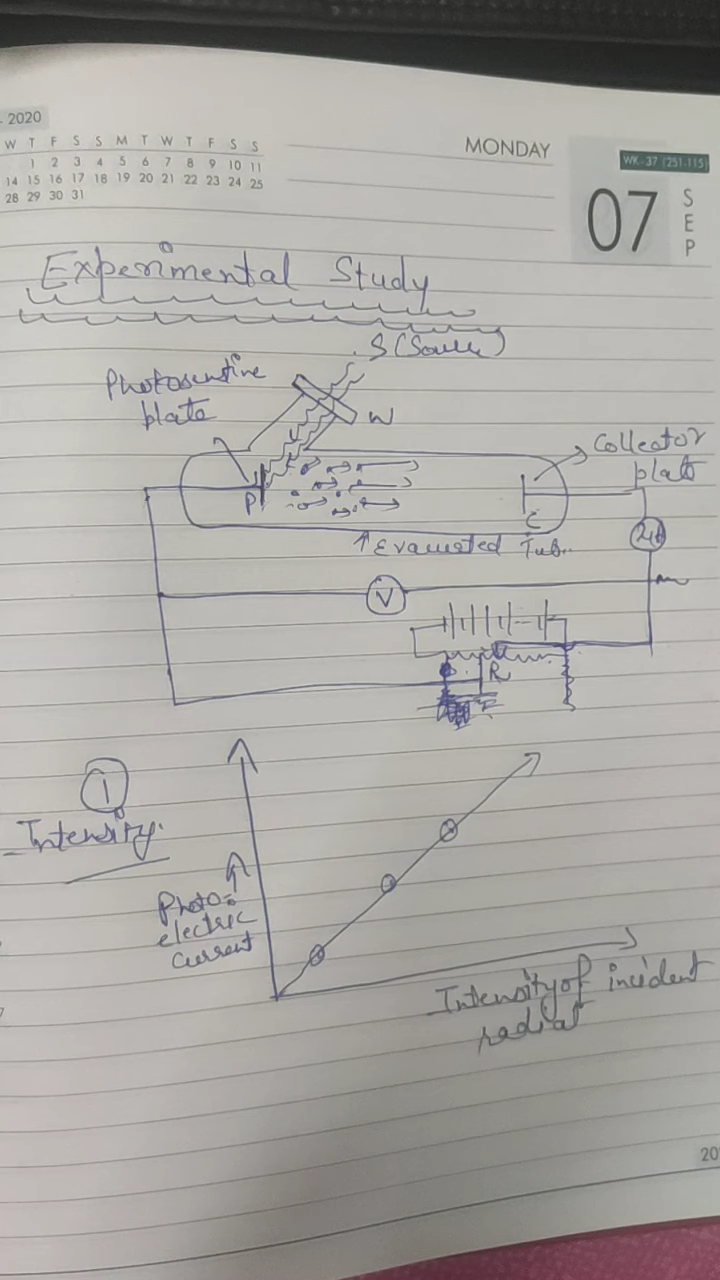 2020
W T F S S M T W T F S S
1 2 3 4 5 6 7 8 9 10 11
14 15 16 17 18 19 20 21 22 23 24 25
28 29 30 31
MONDAY
WK-37 (251-115)
07
SEP
Experimental Study
S (Source)
Photosensitive
plate
W
Collector
plate
P
C
Evacuated Tube
μA
V
R
1
Intensity
Photo-
electric
current
Intensity of incident
radiat
20